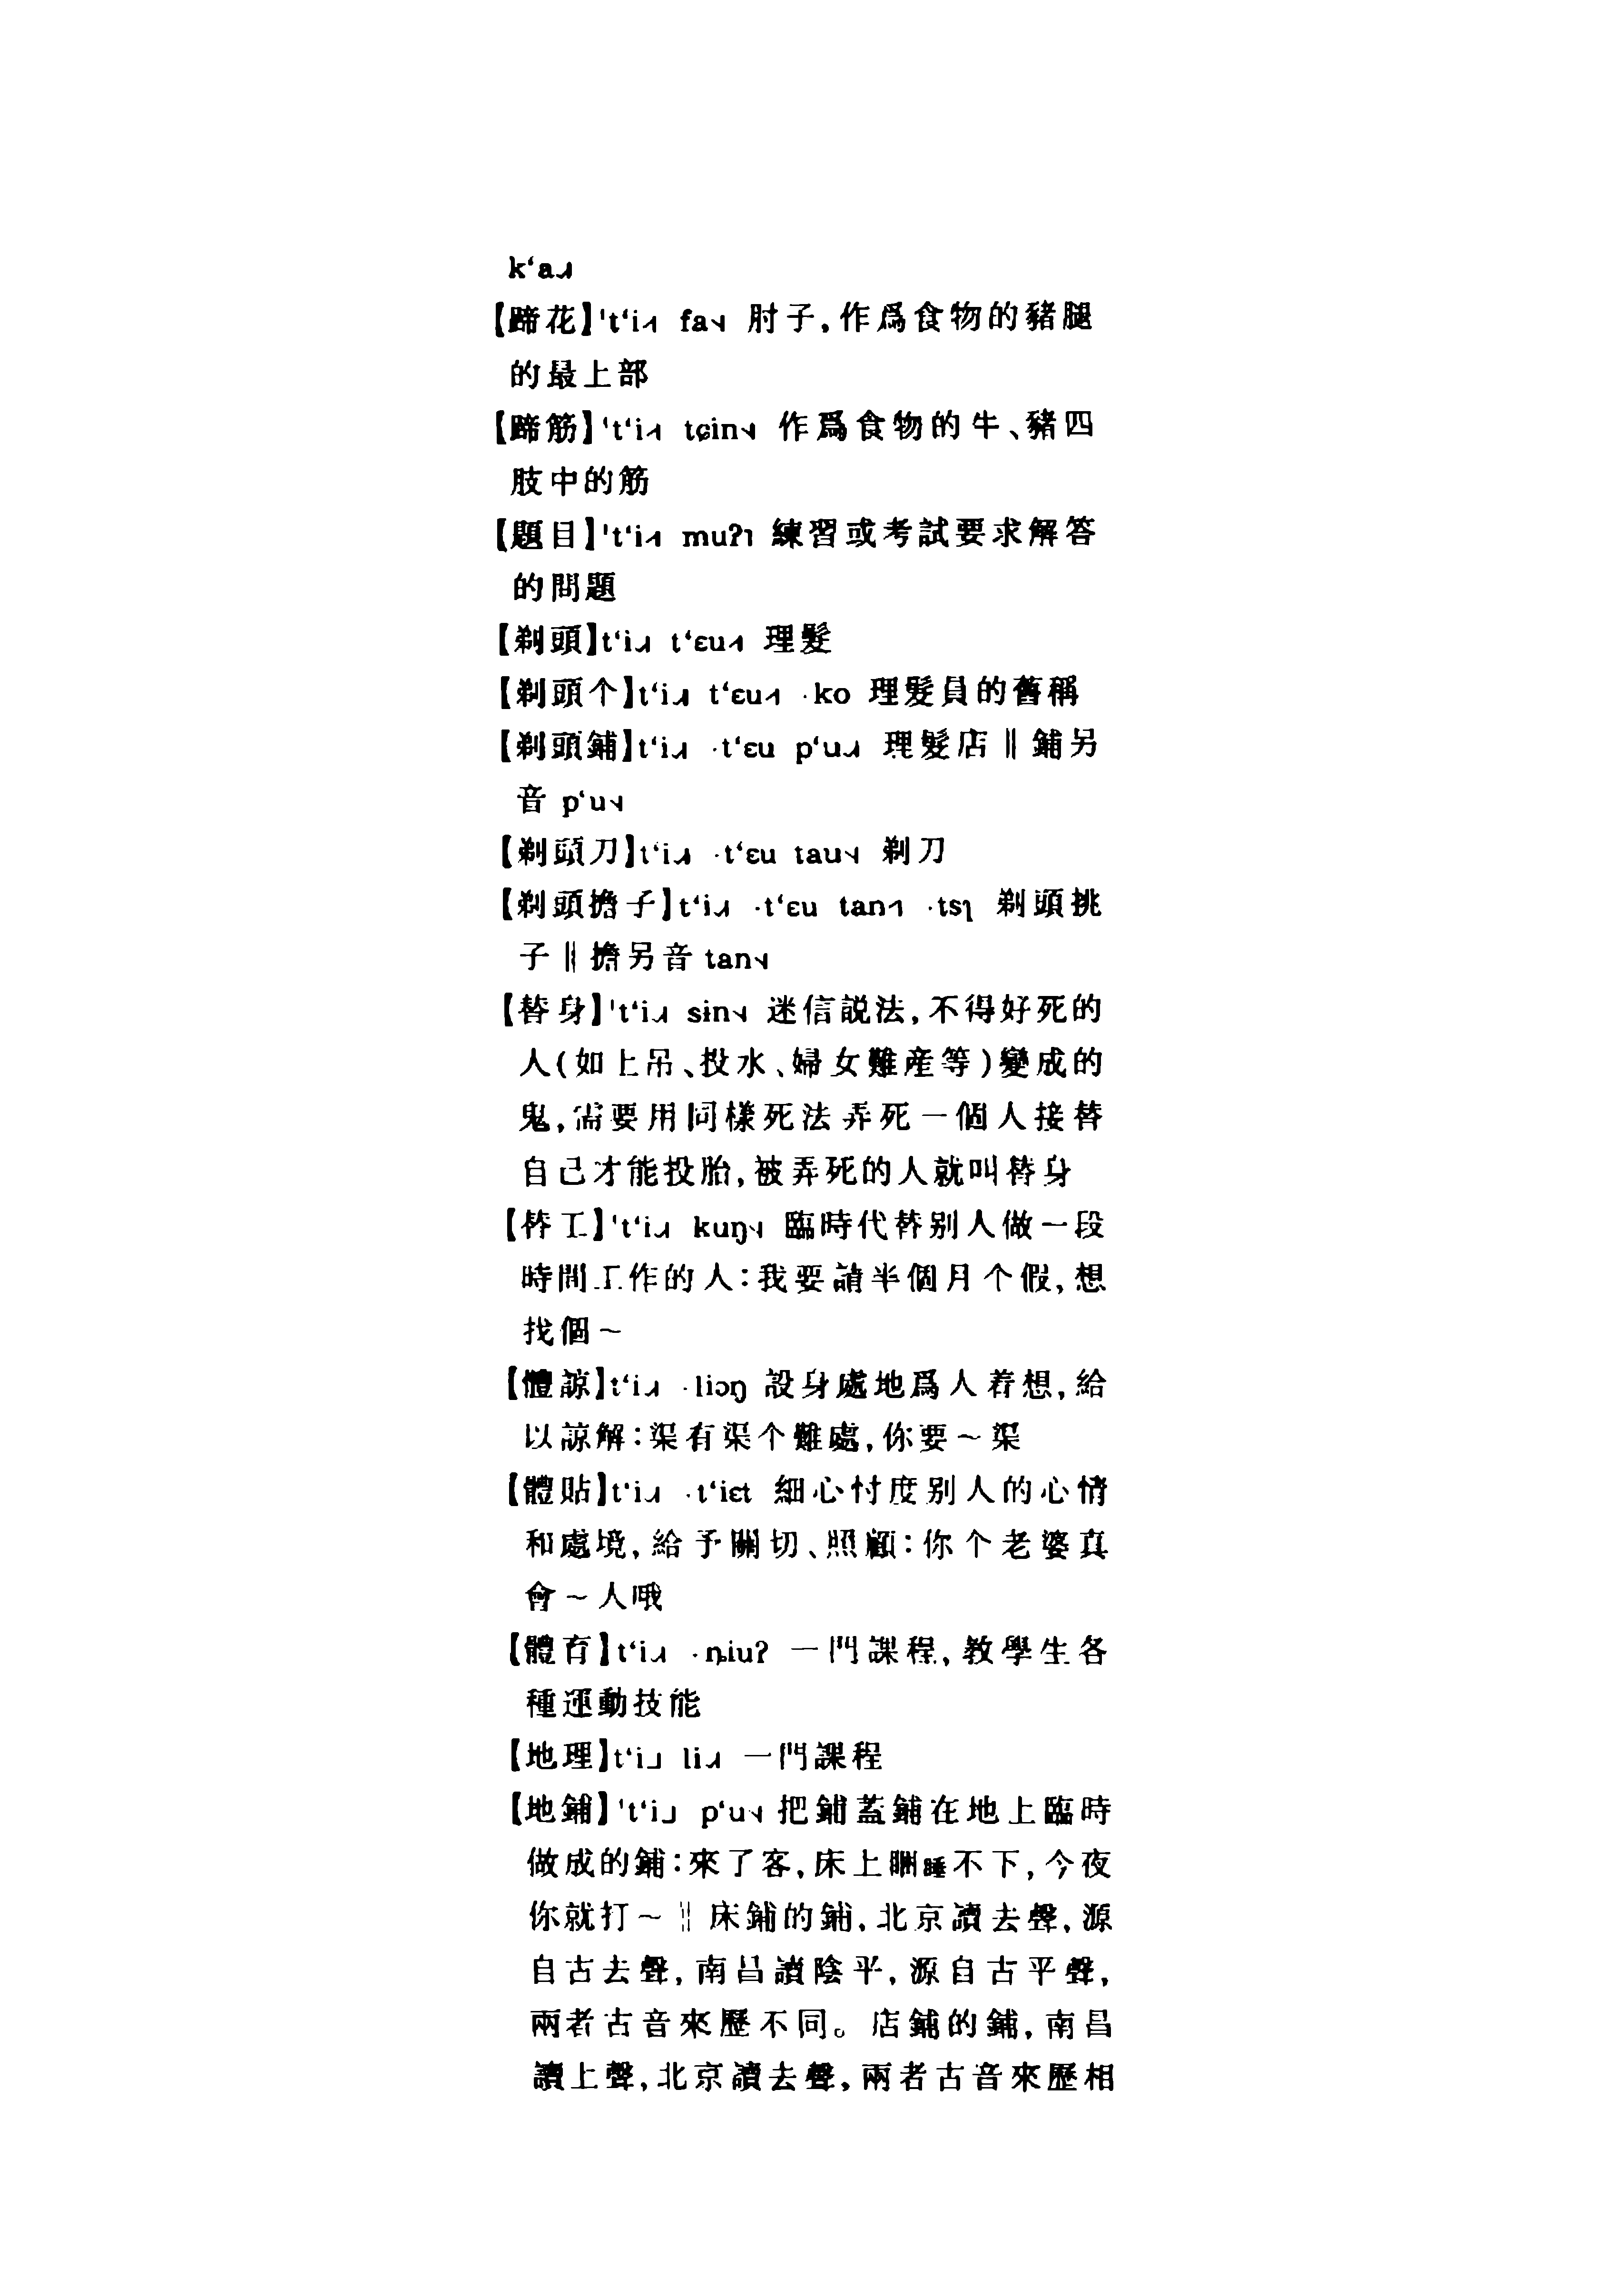 k‘a˩˧
【蹄花】't‘i˨˦ fa˦˨ 肘子,作爲食物的豬腿
的最上部
【蹄筋】't‘i˨˦ tɕin˦˨ 作爲食物的牛、豬四
肢中的筋
【題目】't‘i˨˦ muʔ˥ 練習或考試要求解答
的問題
【剃頭】t‘i˨˩˧ t‘ɛu˨˦ 理髮
【剃頭个】t‘i˨˩˧ t‘ɛu˨˦ ·ko 理髮員的舊稱
【剃頭鋪】t‘i˨˩˧ ·t‘ɛu p‘u˨˩˧ 理髮店‖鋪另
音 p‘u˦˨
【剃頭刀】t‘i˨˩˧ ·t‘ɛu tau˦˨ 剃刀
【剃頭擔子】t‘i˨˩˧ ·t‘ɛu tan˧˥ ·tsɿ 剃頭挑
子‖擔另音 tan˦˨
【替身】't‘i˨˩˧ sɨn˦˨ 迷信説法,不得好死的
人(如上吊、投水、婦女難産等)變成的
鬼,需要用同樣死法弄死一個人接替
自己才能投胎,被弄死的人就叫替身
【替工】't‘i˨˩˧ kuŋ˦˨ 臨時代替别人做一段
時間工作的人:我要請半個月个假,想
找個～
【體諒】t‘i˨˩˧ ·liɔŋ 設身處地爲人着想,給
以諒解:渠有渠个難處,你要～渠
【體貼】t‘i˨˩˧ ·t‘iɛt 細心忖度别人的心情
和處境,給予關切、照顧:你个老婆真
會～人哦
【體育】t‘i˨˩˧ ·ȵiuʔ 一門課程,教學生各
種運動技能
【地理】t‘i˩ li˨˩˧ 一門課程
【地鋪】't‘i˩ p‘u˦˨ 把鋪蓋鋪在地上臨時
做成的鋪:來了客,床上睏睡不下,今夜
你就打～‖床鋪的鋪,北京讀去聲,源
自古去聲,南昌讀陰平,源自古平聲,
兩者古音來歷不同。店鋪的鋪,南昌
讀上聲,北京讀去聲,兩者古音來歷相